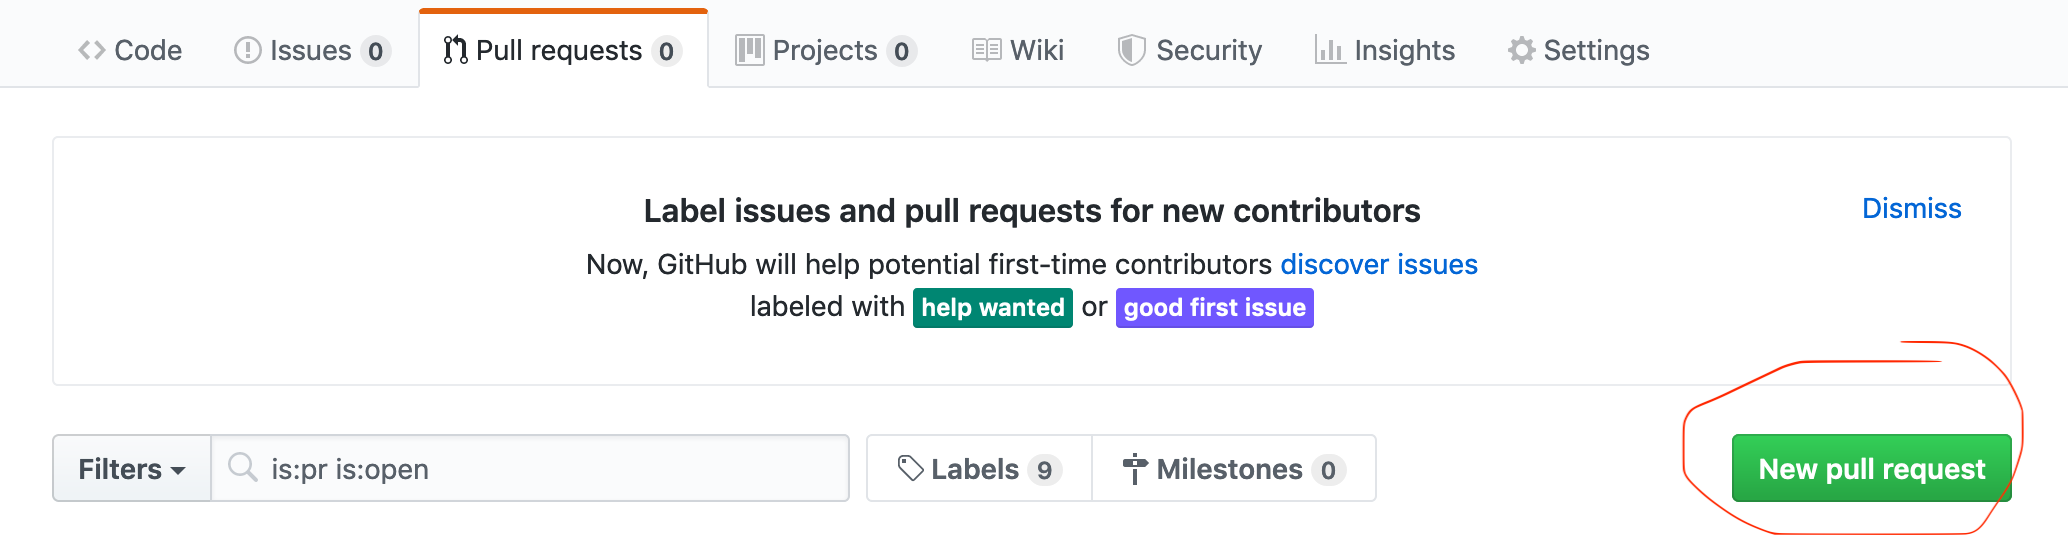 Code Issues 0 Pull requests 0 Projects 0 Wiki Security Insights Settings
Label issues and pull requests for new contributors
Dismiss
Now, GitHub will help potential first-time contributors discover issues
labeled with help wanted or good first issue
Filters is:pr is:open Labels 9 Milestones 0 New pull request